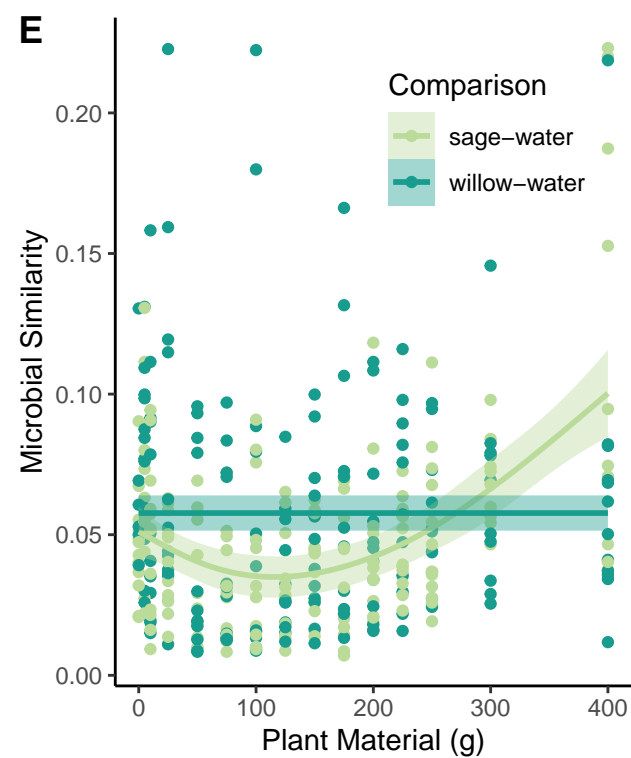 E
Comparison
sage−water
willow−water
Microbial Similarity
0.20
0.15
0.10
0.05
0.00
0
100
200
300
400
Plant Material (g)